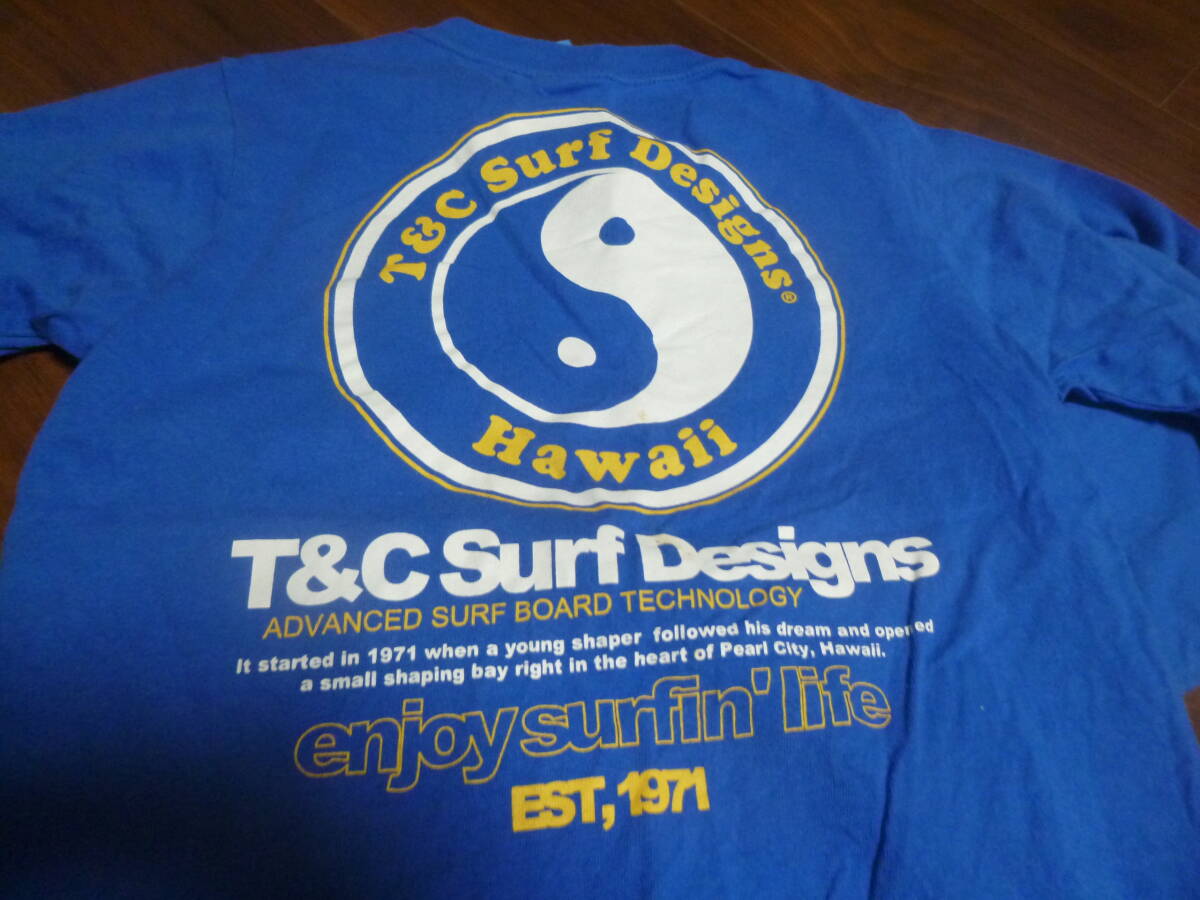 T&C Surf Designs®
Hawaii
T&C Surf Designs
ADVANCED SURF BOARD TECHNOLOGY
It started in 1971 when a young shaper followed his dream and opened
a small shaping bay right in the heart of Pearl City, Hawaii.
enjoy surfin' life
EST, 1971